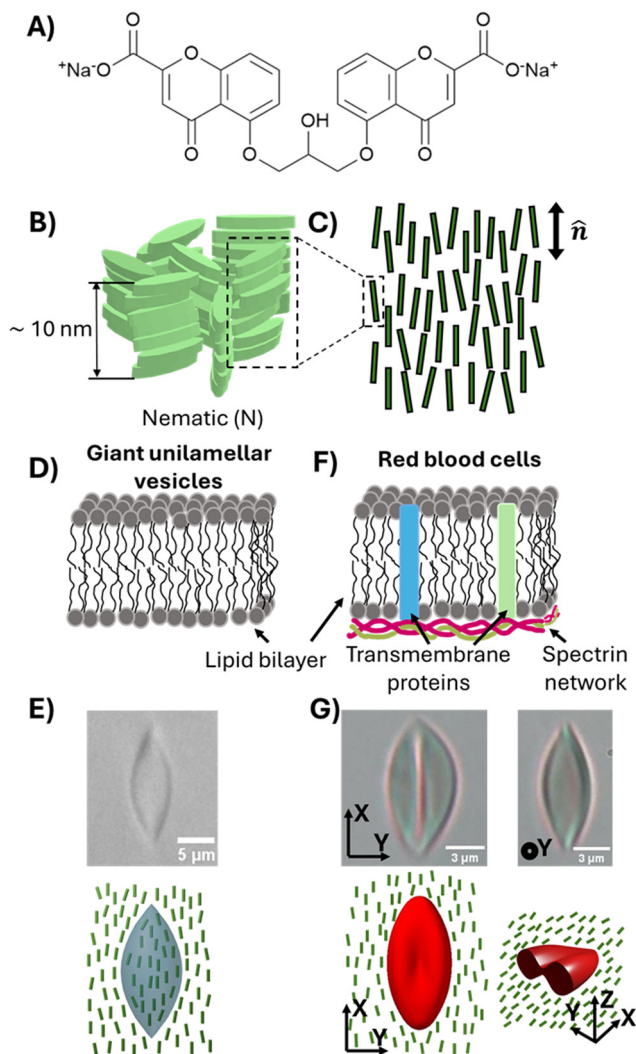 A)
O
O
O
O
⁺Na⁻O
O⁻Na⁺
OH
O
O
O
O
B)
C)
n̂
~ 10 nm
Nematic (N)
D)
Giant unilamellar
vesicles
F)
Red blood cells
Lipid bilayer
Transmembrane
proteins
Spectrin
network
E)
G)
5 µm
X
Y
3 µm
Y
3 µm
X
Y
Z
Y
X